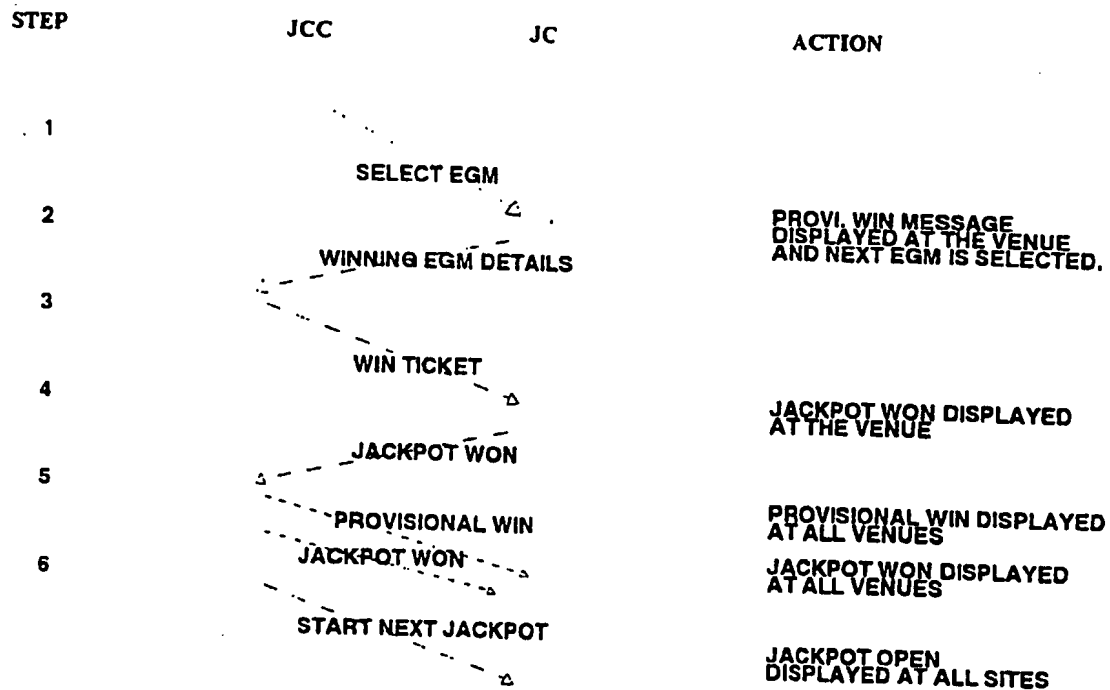 STEP JCC JC ACTION
1
SELECT EGM
2
PROVI. WIN MESSAGE
DISPLAYED AT THE VENUE
AND NEXT EGM IS SELECTED.
WINNING EGM DETAILS
3
WIN TICKET
4
JACKPOT WON DISPLAYED
AT THE VENUE
JACKPOT WON
5
PROVISIONAL WIN
PROVISIONAL WIN DISPLAYED
AT ALL VENUES
JACKPOT WON
6
JACKPOT WON DISPLAYED
AT ALL VENUES
START NEXT JACKPOT
JACKPOT OPEN
DISPLAYED AT ALL SITES